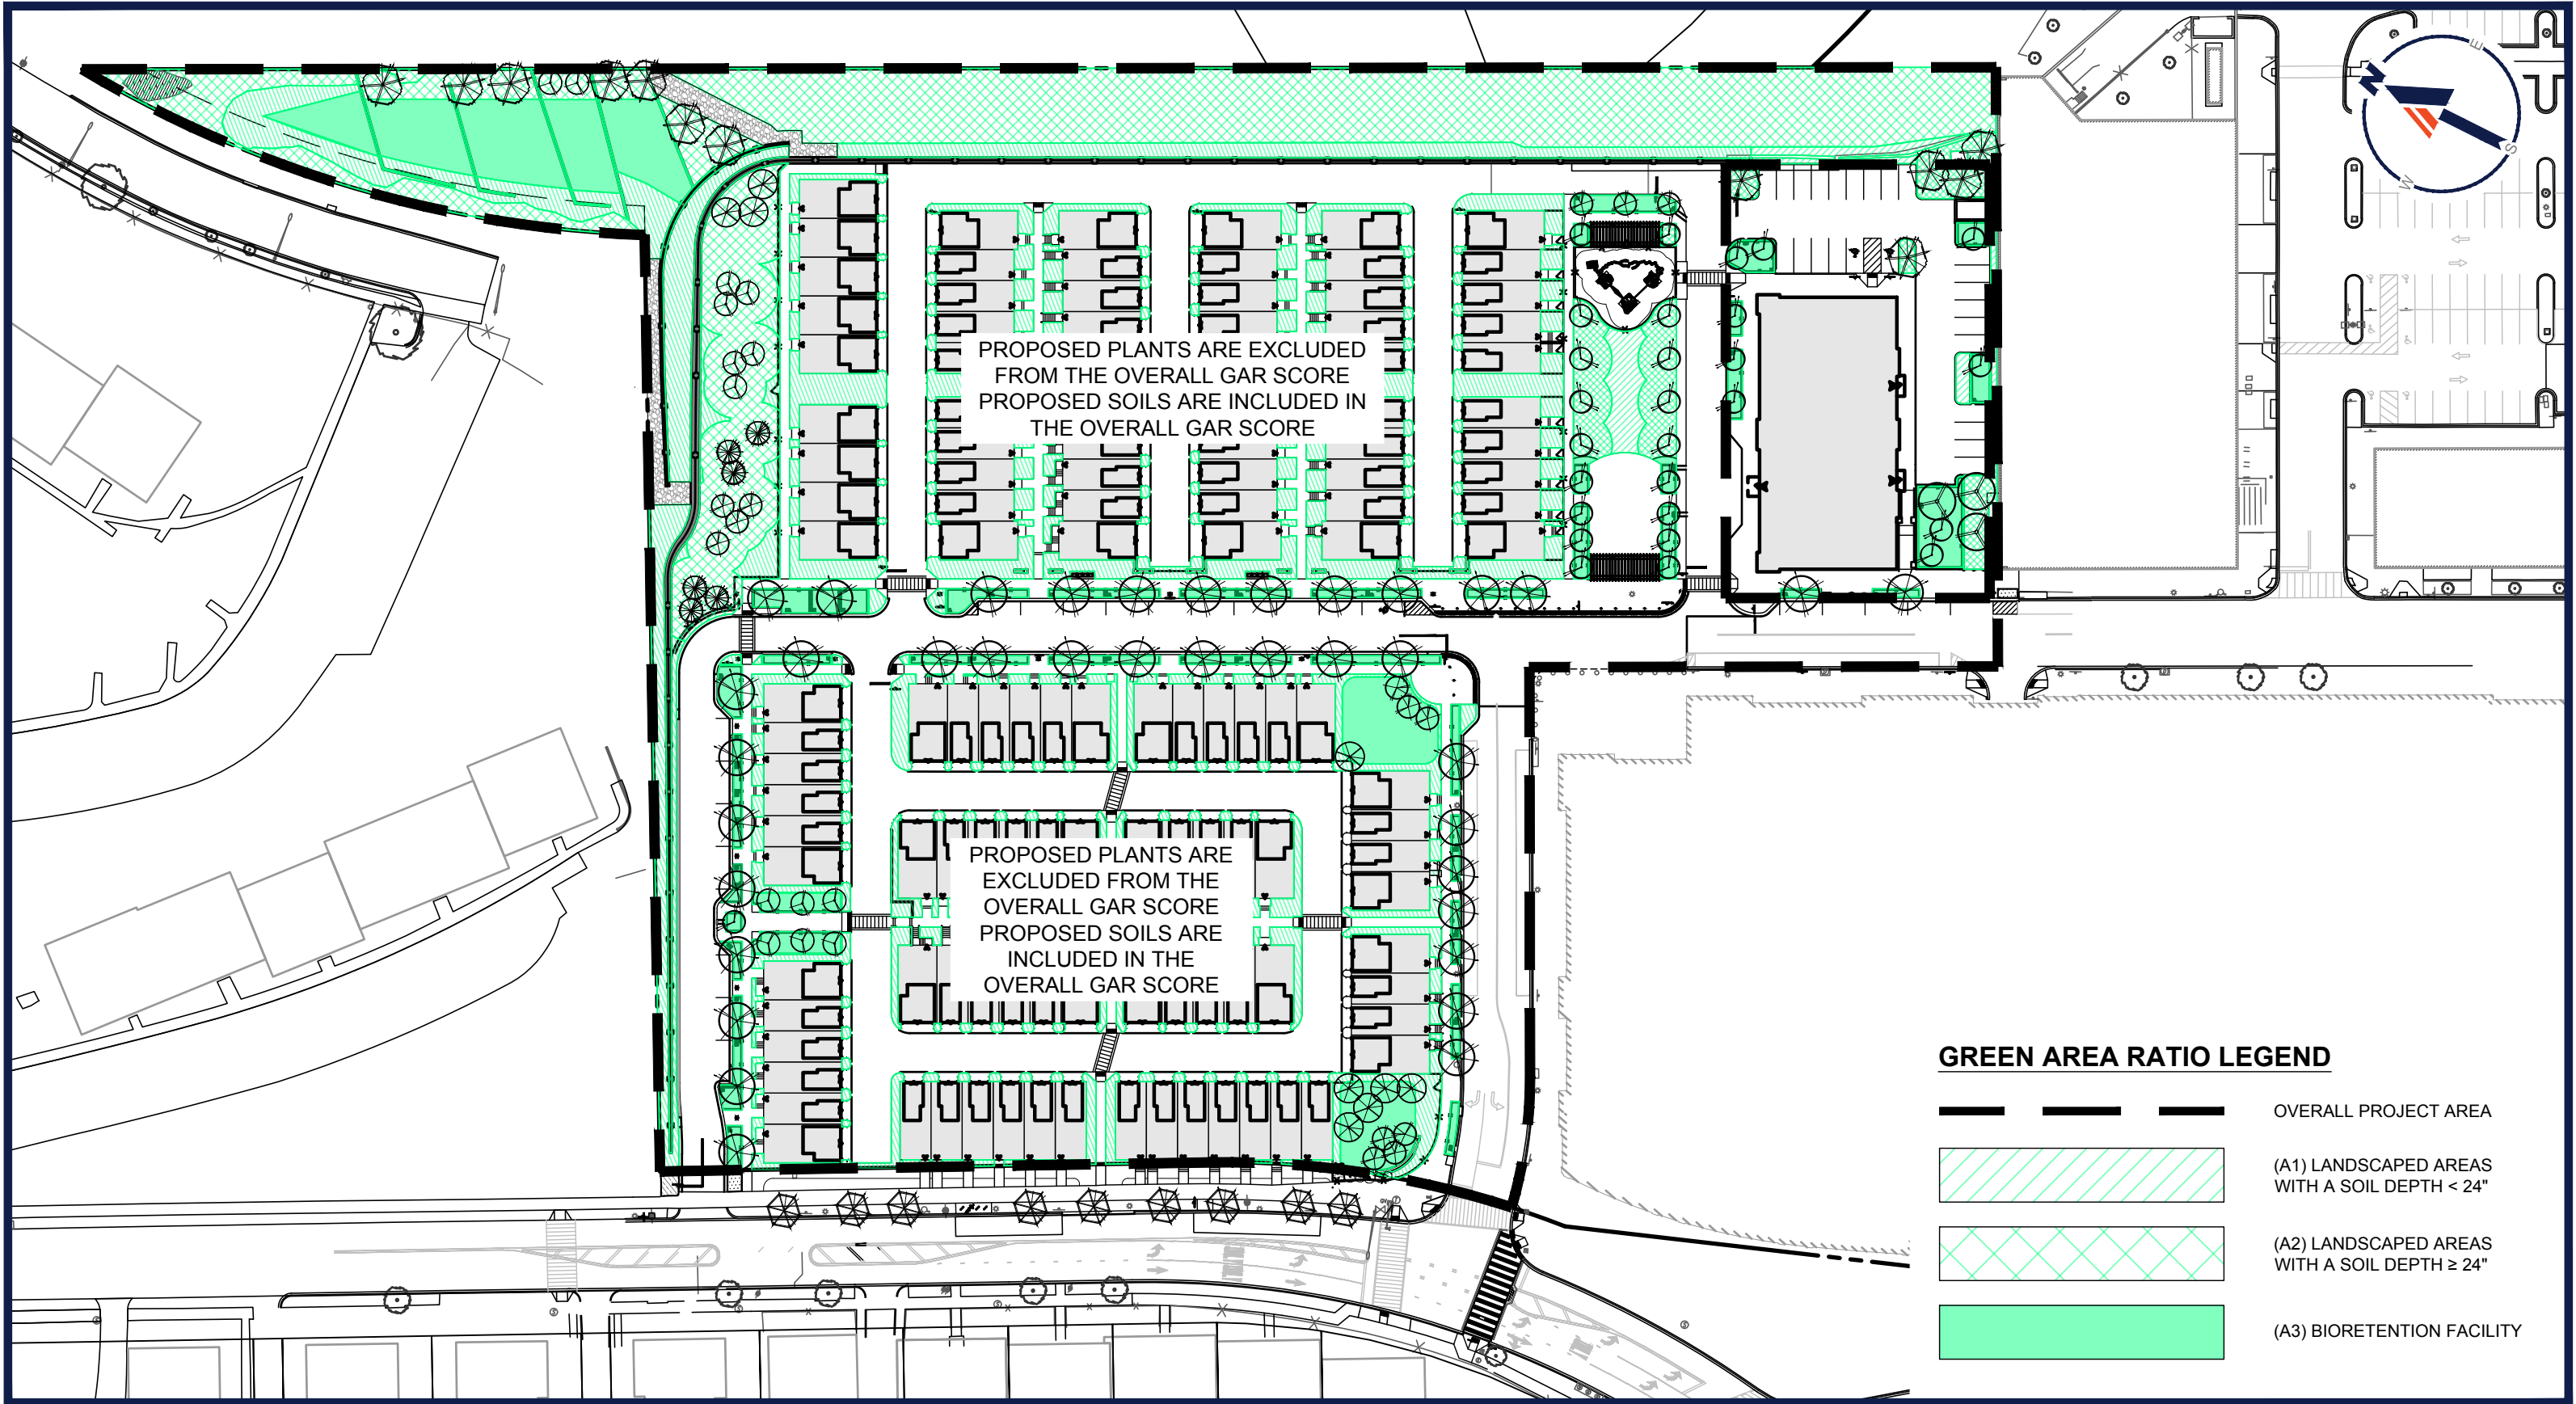 N
E
S
W
PROPOSED PLANTS ARE EXCLUDED
FROM THE OVERALL GAR SCORE
PROPOSED SOILS ARE INCLUDED IN
THE OVERALL GAR SCORE
PROPOSED PLANTS ARE
EXCLUDED FROM THE
OVERALL GAR SCORE
PROPOSED SOILS ARE
INCLUDED IN THE
OVERALL GAR SCORE
GREEN AREA RATIO LEGEND
OVERALL PROJECT AREA
(A1) LANDSCAPED AREAS
WITH A SOIL DEPTH < 24"
(A2) LANDSCAPED AREAS
WITH A SOIL DEPTH ≥ 24"
(A3) BIORETENTION FACILITY